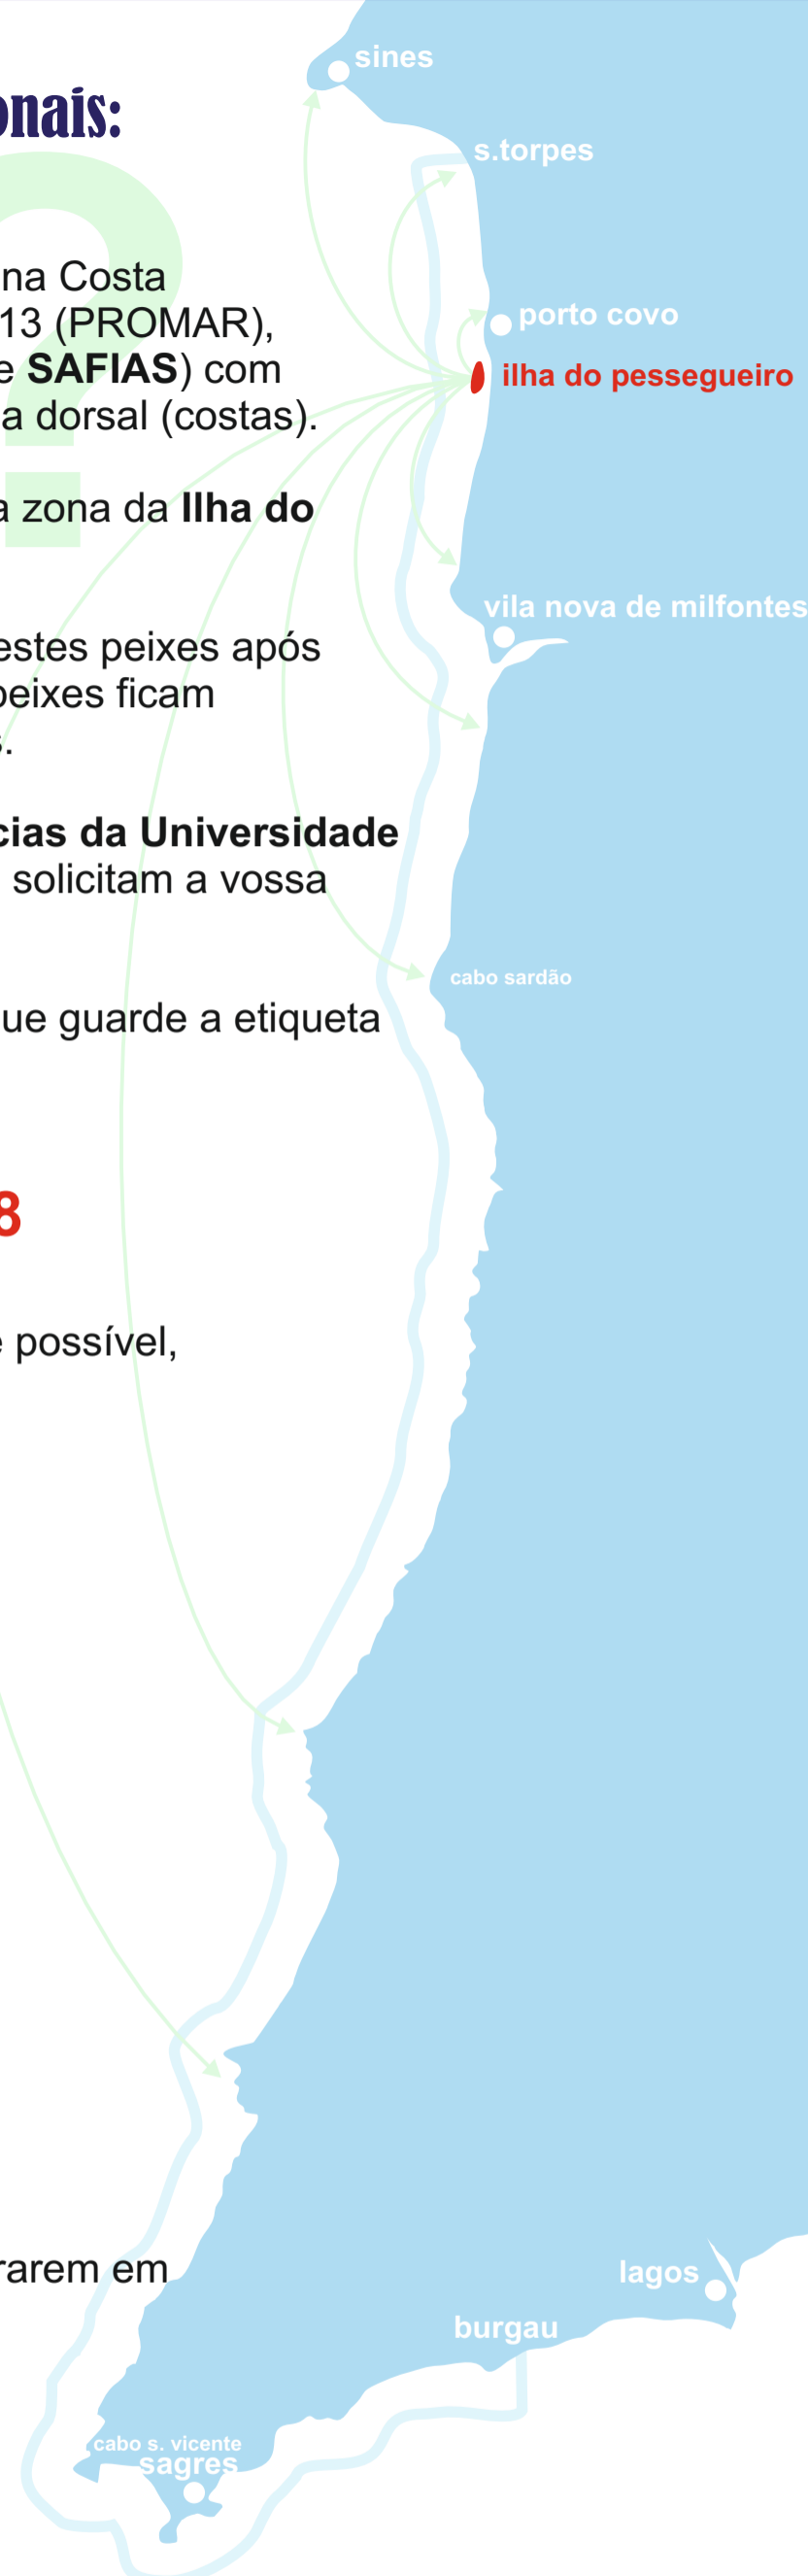 onais:
na Costa
13 (PROMAR),
e SAFIAS) com
a dorsal (costas).
a zona da Ilha do
estes peixes após
peixes ficam
s.
cias da Universidade
solicitam a vossa
ue guarde a etiqueta
8
e possível,
rarem em
sines
s.torpes
porto covo
ilha do pessegueiro
vila nova de milfontes
cabo sardão
lagos
burgau
cabo s. vicente
sagres
?